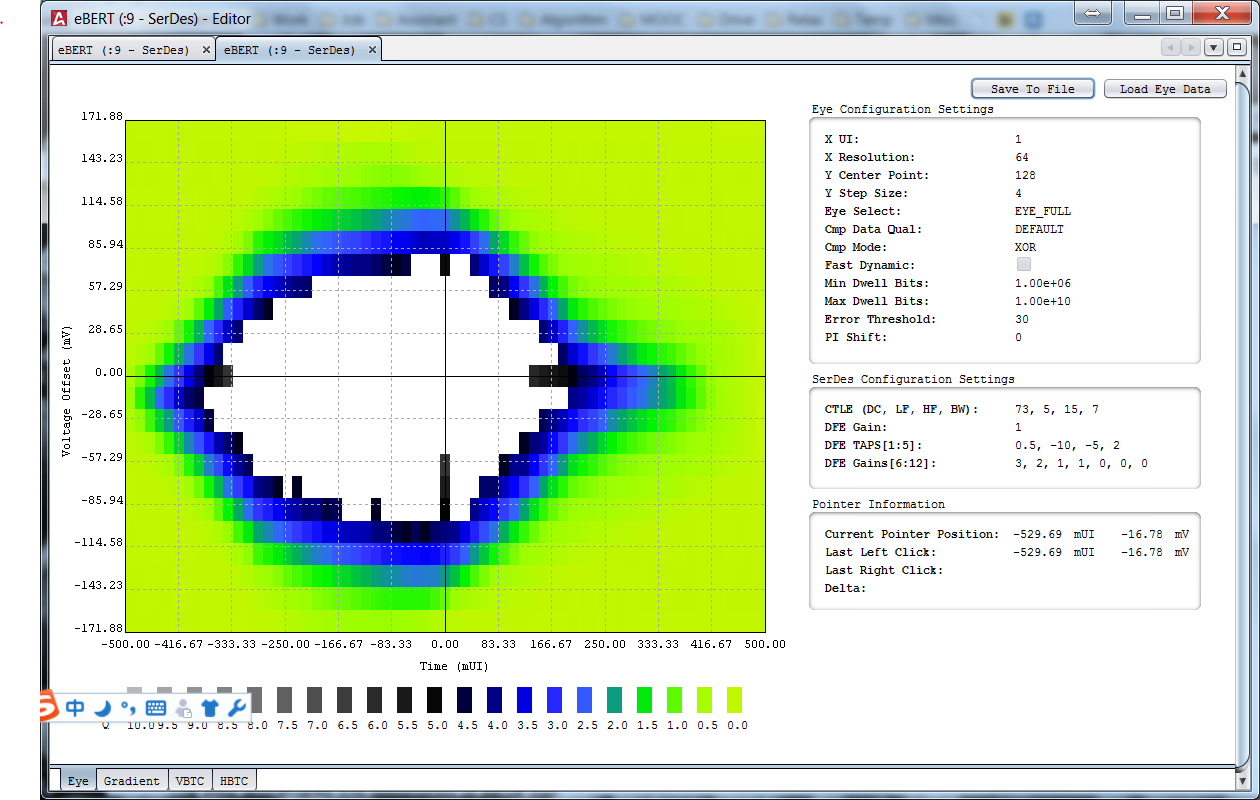 eBERT (:9 - SerDes) - Editor
eBERT (:9 - SerDes) × eBERT (:9 - SerDes) ×
Save To File Load Eye Data
Eye Configuration Settings
X UI: 1
X Resolution: 64
Y Center Point: 128
Y Step Size: 4
Eye Select: EYE_FULL
Cmp Data Qual: DEFAULT
Cmp Mode: XOR
Fast Dynamic:
Min Dwell Bits: 1.00e+06
Max Dwell Bits: 1.00e+10
Error Threshold: 30
PI Shift: 0
SerDes Configuration Settings
CTLE (DC, LF, HF, BW): 73, 5, 15, 7
DFE Gain: 1
DFE TAPS[1:5]: 0.5, -10, -5, 2
DFE Gains[6:12]: 3, 2, 1, 1, 0, 0, 0
Pointer Information
Current Pointer Position: -529.69 mUI -16.78 mV
Last Left Click: -529.69 mUI -16.78 mV
Last Right Click:
Delta:
171.88
143.23
114.58
85.94
57.29
28.65
0.00
-28.65
-57.29
-85.94
-114.58
-143.23
-171.88
Voltage Offset (mV)
-500.00 -416.67 -333.33 -250.00 -166.67 -83.33 0.00 83.33 166.67 250.00 333.33 416.67 500.00
Time (mUI)
中
Q 10.0 9.5 9.0 8.5 8.0 7.5 7.0 6.5 6.0 5.5 5.0 4.5 4.0 3.5 3.0 2.5 2.0 1.5 1.0 0.5 0.0
Eye Gradient VBTC HBTC